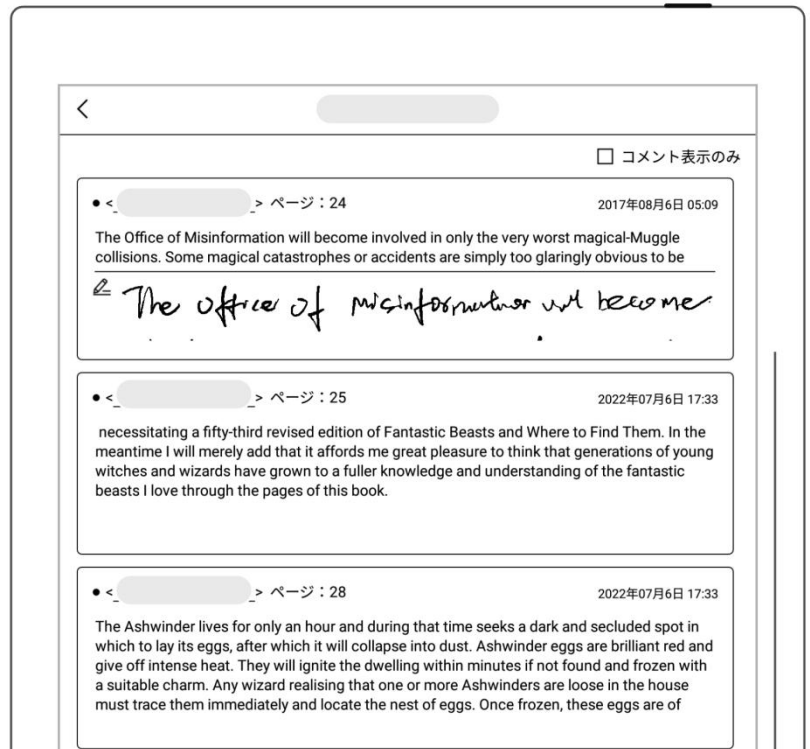 コメント表示のみ
• <_ _> ページ：24 2017年08月6日 05:09
The Office of Misinformation will become involved in only the very worst magical-Muggle
collisions. Some magical catastrophes or accidents are simply too glaringly obvious to be
The office of misinformation will become
• <_ _> ページ：25 2022年07月6日 17:33
necessitating a fifty-third revised edition of Fantastic Beasts and Where to Find Them. In the
meantime I will merely add that it affords me great pleasure to think that generations of young
witches and wizards have grown to a fuller knowledge and understanding of the fantastic
beasts I love through the pages of this book.
• <_ _> ページ：28 2022年07月6日 17:33
The Ashwinder lives for only an hour and during that time seeks a dark and secluded spot in
which to lay its eggs, after which it will collapse into dust. Ashwinder eggs are brilliant red and
give off intense heat. They will ignite the dwelling within minutes if not found and frozen with
a suitable charm. Any wizard realising that one or more Ashwinders are loose in the house
must trace them immediately and locate the nest of eggs. Once frozen, these eggs are of